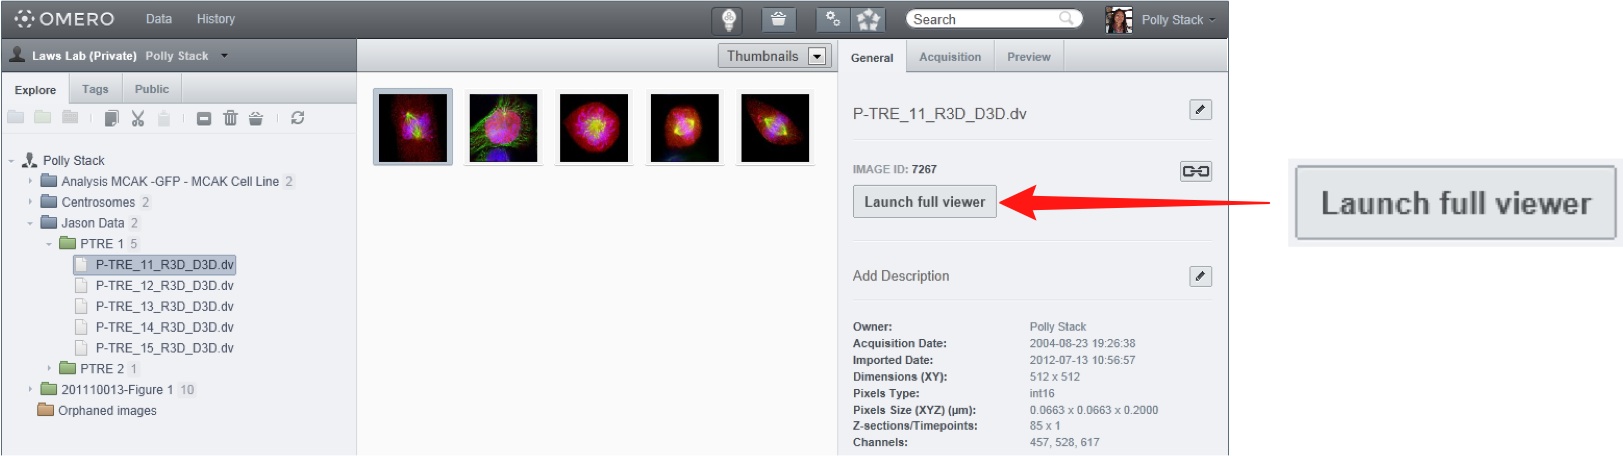 OMERO Data History Search Polly Stack
Laws Lab (Private) Polly Stack
Thumbnails
General Acquisition Preview
Explore Tags Public
Polly Stack
Analysis MCAK -GFP - MCAK Cell Line 2
Centrosomes 2
Jason Data 2
PTRE 1 5
P-TRE_11_R3D_D3D.dv
P-TRE_12_R3D_D3D.dv
P-TRE_13_R3D_D3D.dv
P-TRE_14_R3D_D3D.dv
P-TRE_15_R3D_D3D.dv
PTRE 2 1
201110013-Figure 1 10
Orphaned images
P-TRE_11_R3D_D3D.dv
IMAGE ID: 7267
Launch full viewer
Add Description
Owner: Polly Stack
Acquisition Date: 2004-08-23 19:26:38
Imported Date: 2012-07-13 10:56:57
Dimensions (XY): 512 x 512
Pixels Type: int16
Pixels Size (XYZ) (µm): 0.0663 x 0.0663 x 0.2000
Z-sections/Timepoints: 85 x 1
Channels: 457, 528, 617
Launch full viewer